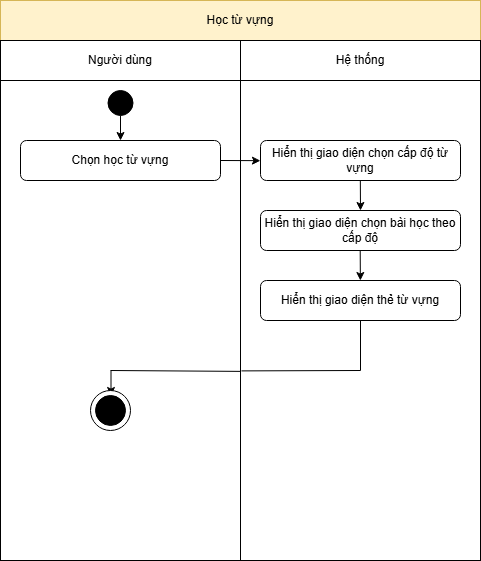 Học từ vựng
Người dùng
Hệ thống
Chọn học từ vựng
Hiển thị giao diện chọn cấp độ từ
vựng
Hiển thị giao diện chọn bài học theo
cấp độ
Hiển thị giao diện thẻ từ vựng